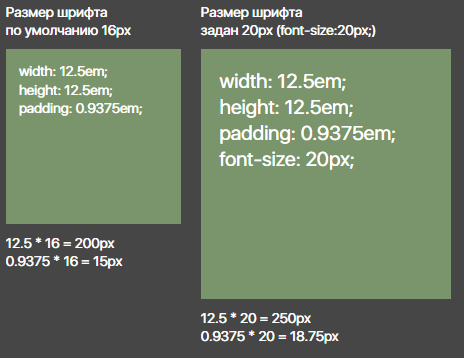 Размер шрифта
по умолчанию 16px
width: 12.5em;
height: 12.5em;
padding: 0.9375em;
12.5 * 16 = 200px
0.9375 * 16 = 15px
Размер шрифта
задан 20px (font-size:20px;)
width: 12.5em;
height: 12.5em;
padding: 0.9375em;
font-size: 20px;
12.5 * 20 = 250px
0.9375 * 20 = 18.75px